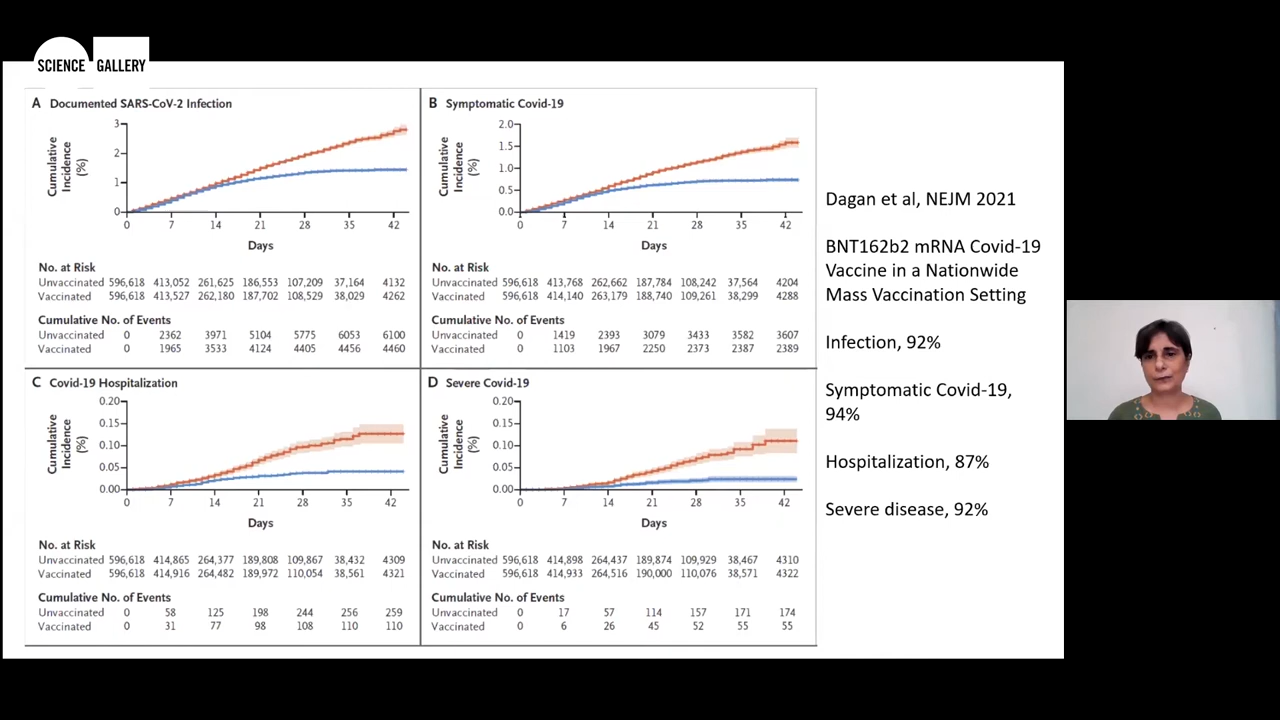 SCIENCE GALLERY
A Documented SARS-CoV-2 Infection
Cumulative
Incidence
(%)
3
2
1
0
0 7 14 21 28 35 42
Days
No. at Risk
Unvaccinated 596,618 413,052 261,625 186,553 107,209 37,164 4132
Vaccinated 596,618 413,527 262,180 187,702 108,529 38,029 4262
Cumulative No. of Events
Unvaccinated 0 2362 3971 5104 5775 6053 6100
Vaccinated 0 1965 3533 4124 4405 4456 4460
B Symptomatic Covid-19
Cumulative
Incidence
(%)
2.0
1.5
1.0
0.5
0.0
0 7 14 21 28 35 42
Days
No. at Risk
Unvaccinated 596,618 413,768 262,662 187,784 108,242 37,564 4204
Vaccinated 596,618 414,140 263,179 188,740 109,261 38,299 4288
Cumulative No. of Events
Unvaccinated 0 1419 2393 3079 3433 3582 3607
Vaccinated 0 1103 1967 2250 2373 2387 2389
C Covid-19 Hospitalization
Cumulative
Incidence
(%)
0.20
0.15
0.10
0.05
0.00
0 7 14 21 28 35 42
Days
No. at Risk
Unvaccinated 596,618 414,865 264,377 189,808 109,867 38,432 4309
Vaccinated 596,618 414,916 264,482 189,972 110,054 38,561 4321
Cumulative No. of Events
Unvaccinated 0 58 125 198 244 256 259
Vaccinated 0 31 77 98 108 110 110
D Severe Covid-19
Cumulative
Incidence
(%)
0.20
0.15
0.10
0.05
0.00
0 7 14 21 28 35 42
Days
No. at Risk
Unvaccinated 596,618 414,898 264,437 189,874 109,929 38,467 4310
Vaccinated 596,618 414,933 264,516 190,000 110,076 38,571 4322
Cumulative No. of Events
Unvaccinated 0 17 57 114 157 171 174
Vaccinated 0 6 26 45 52 55 55
Dagan et al, NEJM 2021
BNT162b2 mRNA Covid-19
Vaccine in a Nationwide
Mass Vaccination Setting
Infection, 92%
Symptomatic Covid-19,
94%
Hospitalization, 87%
Severe disease, 92%